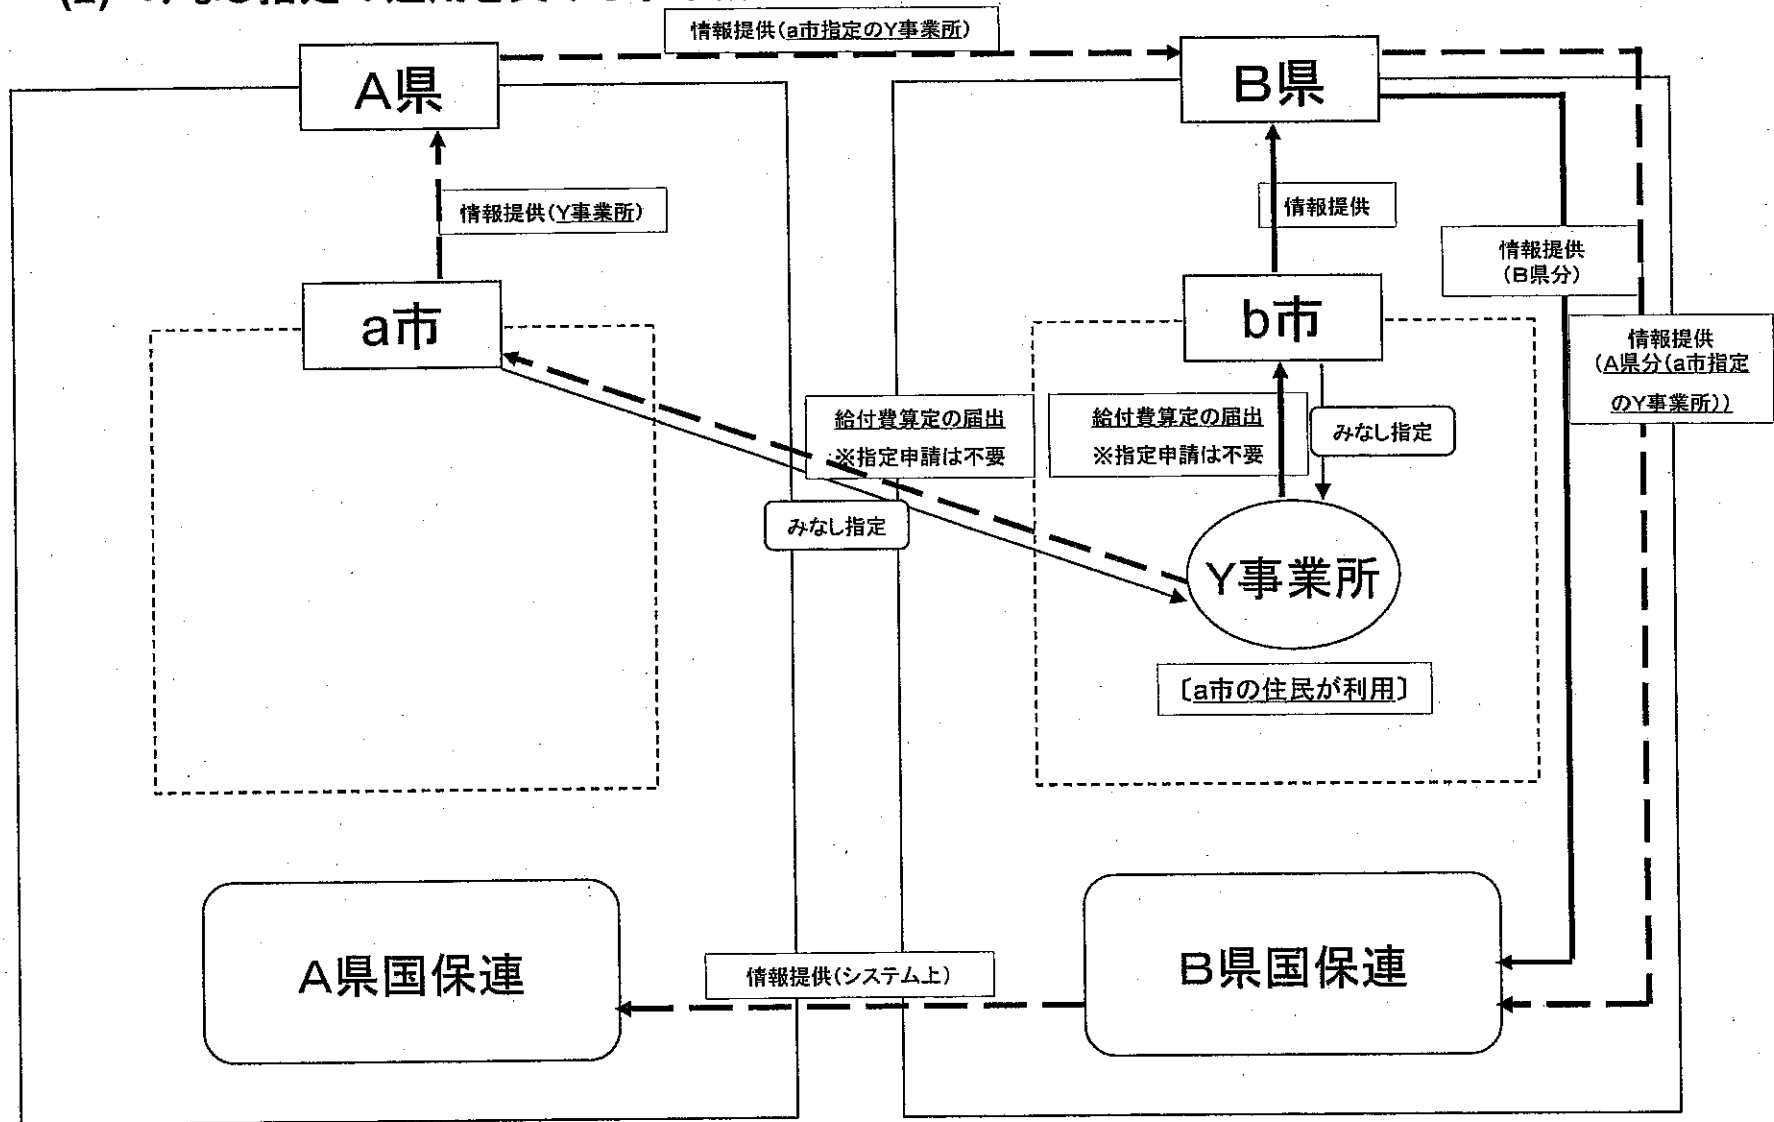 情報提供(a市指定のY事業所)
A県
B県
情報提供(Y事業所)
情報提供
情報提供
(B県分)
a市
b市
情報提供
(A県分(a市指定
のY事業所))
給付費算定の届出
※指定申請は不要
給付費算定の届出
※指定申請は不要
みなし指定
みなし指定
Y事業所
〔a市の住民が利用〕
A県国保連
情報提供(システム上)
B県国保連